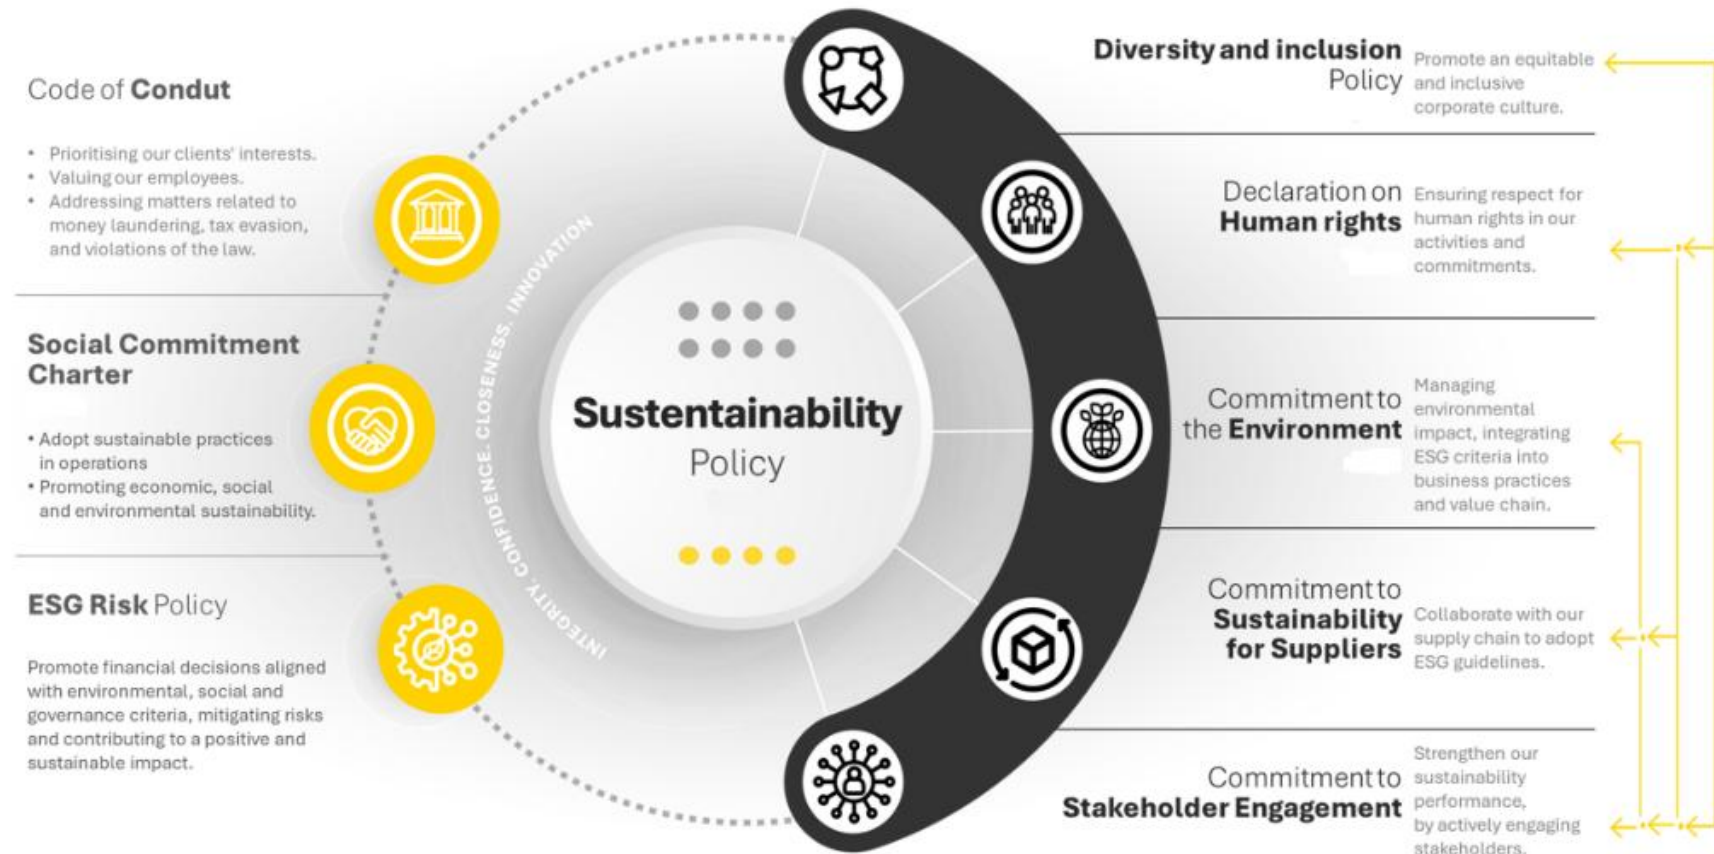 Code of Condut
• Prioritising our clients' interests.
• Valuing our employees.
• Addressing matters related to
money laundering, tax evasion,
and violations of the law.
Social Commitment
Charter
• Adopt sustainable practices
in operations
• Promoting economic, social
and environmental sustainability.
ESG Risk Policy
Promote financial decisions aligned
with environmental, social and
governance criteria, mitigating risks
and contributing to a positive and
sustainable impact.
INTEGRITY, CONFIDENCE, CLOSENESS, INNOVATION
Sustentainability
Policy
Diversity and inclusion
Policy
Promote an equitable
and inclusive
corporate culture.
Declaration on
Human rights
Ensuring respect for
human rights in our
activities and
commitments.
Commitment to
the Environment
Managing
environmental
impact, integrating
ESG criteria into
business practices
and value chain.
Commitment to
Sustainability
for Suppliers
Collaborate with our
supply chain to adopt
ESG guidelines.
Commitment to
Stakeholder Engagement
Strengthen our
sustainability
performance,
by actively engaging
stakeholders.